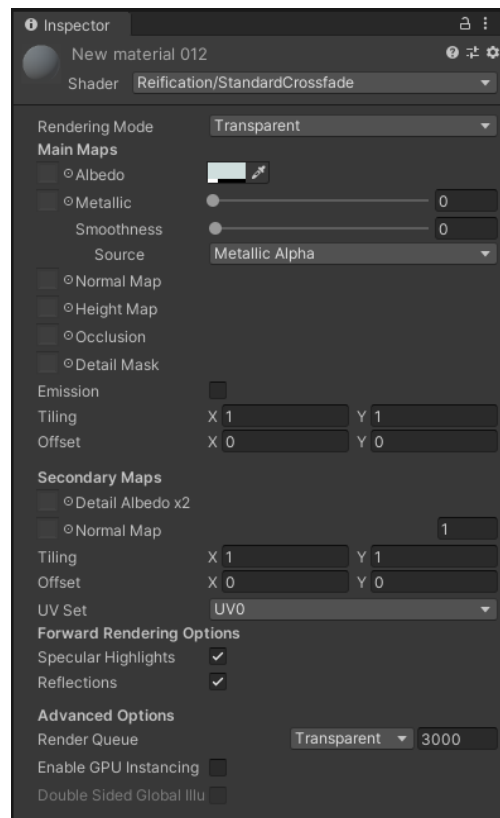 Inspector
New material 012
Shader Reification/StandardCrossfade
Rendering Mode Transparent
Main Maps
Albedo
Metallic 0
Smoothness 0
Source Metallic Alpha
Normal Map
Height Map
Occlusion
Detail Mask
Emission
Tiling X 1 Y 1
Offset X 0 Y 0
Secondary Maps
Detail Albedo x2
Normal Map 1
Tiling X 1 Y 1
Offset X 0 Y 0
UV Set UV0
Forward Rendering Options
Specular Highlights
Reflections
Advanced Options
Render Queue Transparent 3000
Enable GPU Instancing
Double Sided Global Illu